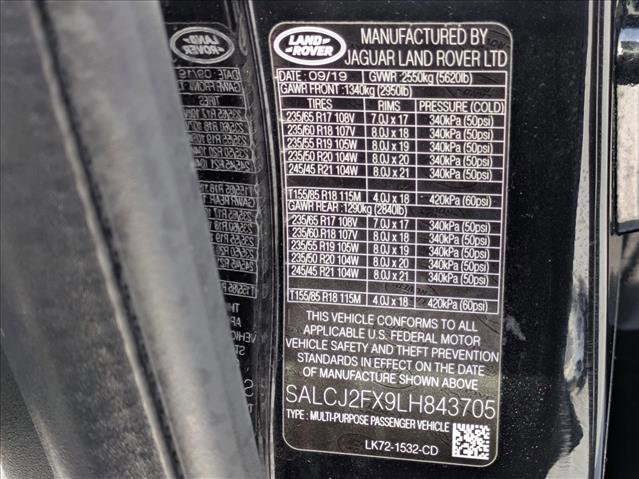 LAND
ROVER
MANUFACTURED BY
JAGUAR LAND ROVER LTD
DATE : 09/19 GVWR : 2550kg (5620lb)
GAWR FRONT : 1340kg (2950lb)
TIRES RIMS PRESSURE (COLD)
235/65 R17 108V 7.0J x 17 340kPa (50psi)
235/60 R18 107V 8.0J x 18 340kPa (50psi)
235/55 R19 105W 8.0J x 19 340kPa (50psi)
235/50 R20 104W 8.0J x 20 340kPa (50psi)
245/45 R21 104W 8.0J x 21 340kPa (50psi)
T155/85 R18 115M 4.0J x 18 420kPa (60psi)
GAWR REAR : 1290kg (2840lb)
235/65 R17 108V 7.0J x 17 340kPa (50psi)
235/60 R18 107V 8.0J x 18 340kPa (50psi)
235/55 R19 105W 8.0J x 19 340kPa (50psi)
235/50 R20 104W 8.0J x 20 340kPa (50psi)
245/45 R21 104W 8.0J x 21 340kPa (50psi)
T155/85 R18 115M 4.0J x 18 420kPa (60psi)
THIS VEHICLE CONFORMS TO ALL
APPLICABLE U.S. FEDERAL MOTOR
VEHICLE SAFETY AND THEFT PREVENTION
STANDARDS IN EFFECT ON THE DATE
OF MANUFACTURE SHOWN ABOVE
SALCJ2FX9LH843705
TYPE : MULTI-PURPOSE PASSENGER VEHICLE
LK72-1532-CD